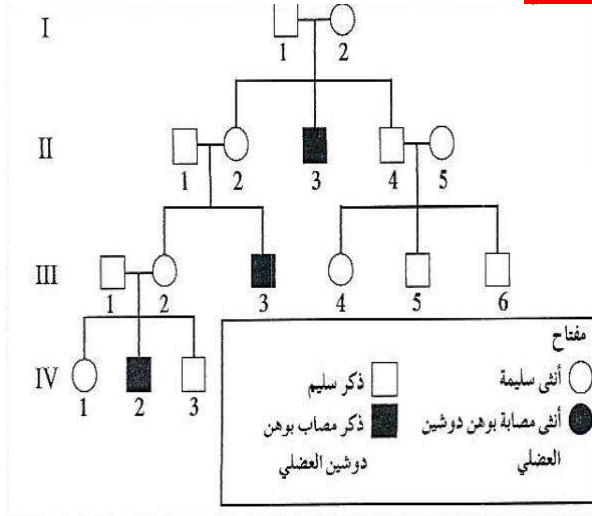 I
1 2
II
1 2 3 4 5
III
1 2 3 4 5 6
مفتاح
أنثى سليمة
ذكر سليم
أنثى مصابة بوهن دوشين
العضلي
ذكر مصاب بوهن
دوشين العضلي
IV
1 2 3